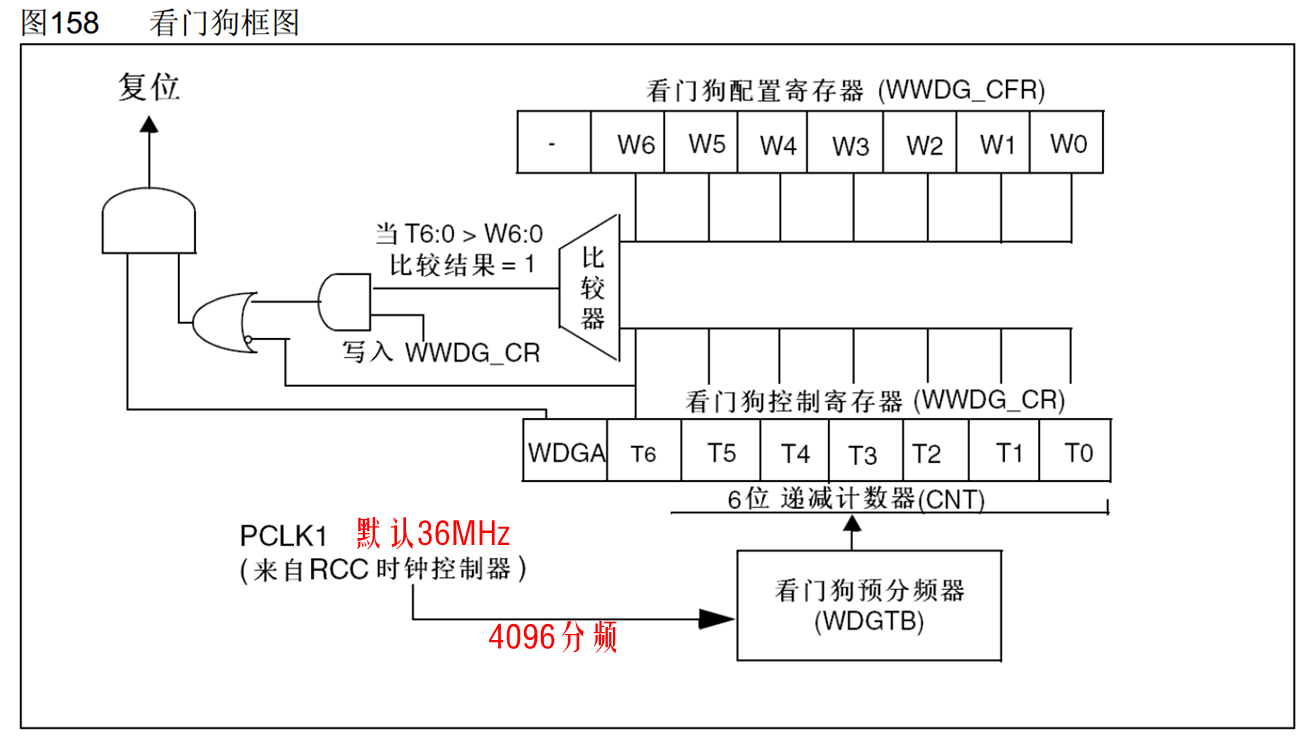 图158 看门狗框图
复位
看门狗配置寄存器 (WWDG_CFR)
- W6 W5 W4 W3 W2 W1 W0
当 T6:0 > W6:0
比较结果 = 1
比较器
写入 WWDG_CR
看门狗控制寄存器 (WWDG_CR)
WDGA T6 T5 T4 T3 T2 T1 T0
6位 递减计数器(CNT)
PCLK1 默认36MHz
(来自RCC 时钟控制器)
4096分频
看门狗预分频器
(WDGTB)